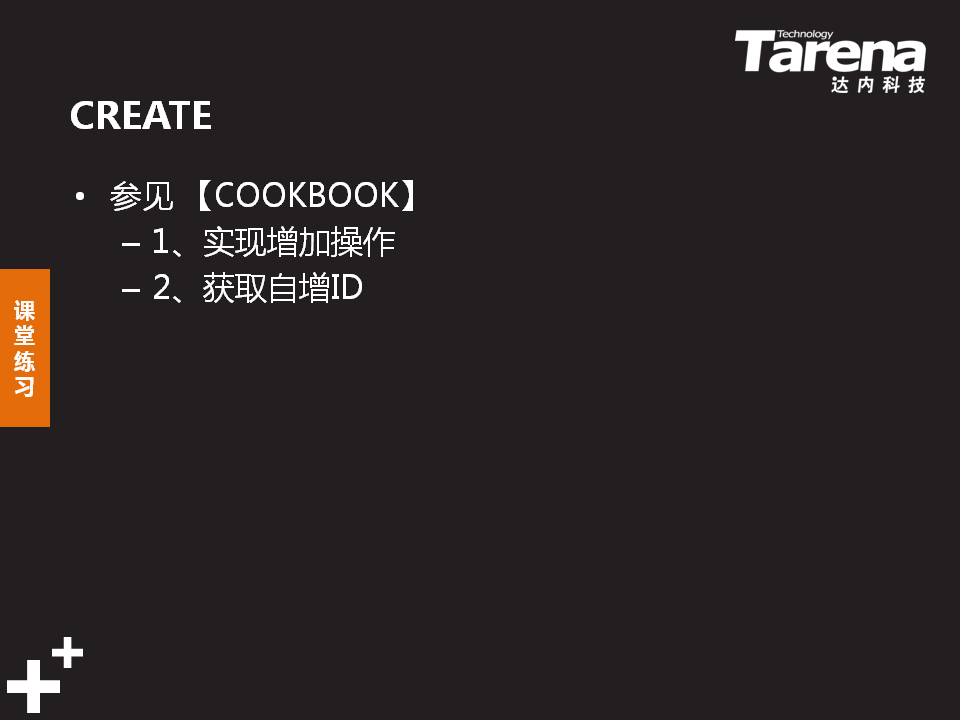 Technology
Tarena
达内科技
CREATE
• 参见【COOKBOOK】
– 1、实现增加操作
– 2、获取自增ID
课堂练习